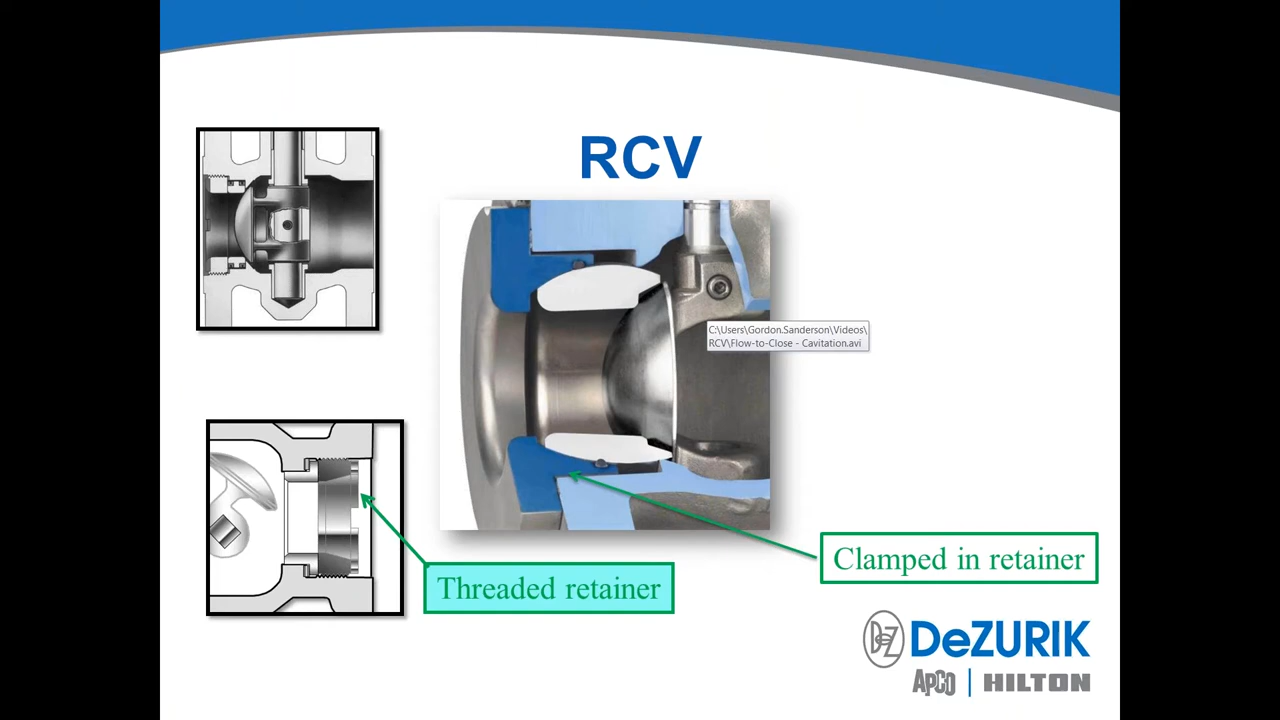 RCV
C:\Users\Gordon.Sanderson\Videos\
RCV\Flow-to-Close - Cavitation.avi
Clamped in retainer
Threaded retainer
DeZ DeZURIK
APCO | HILTON